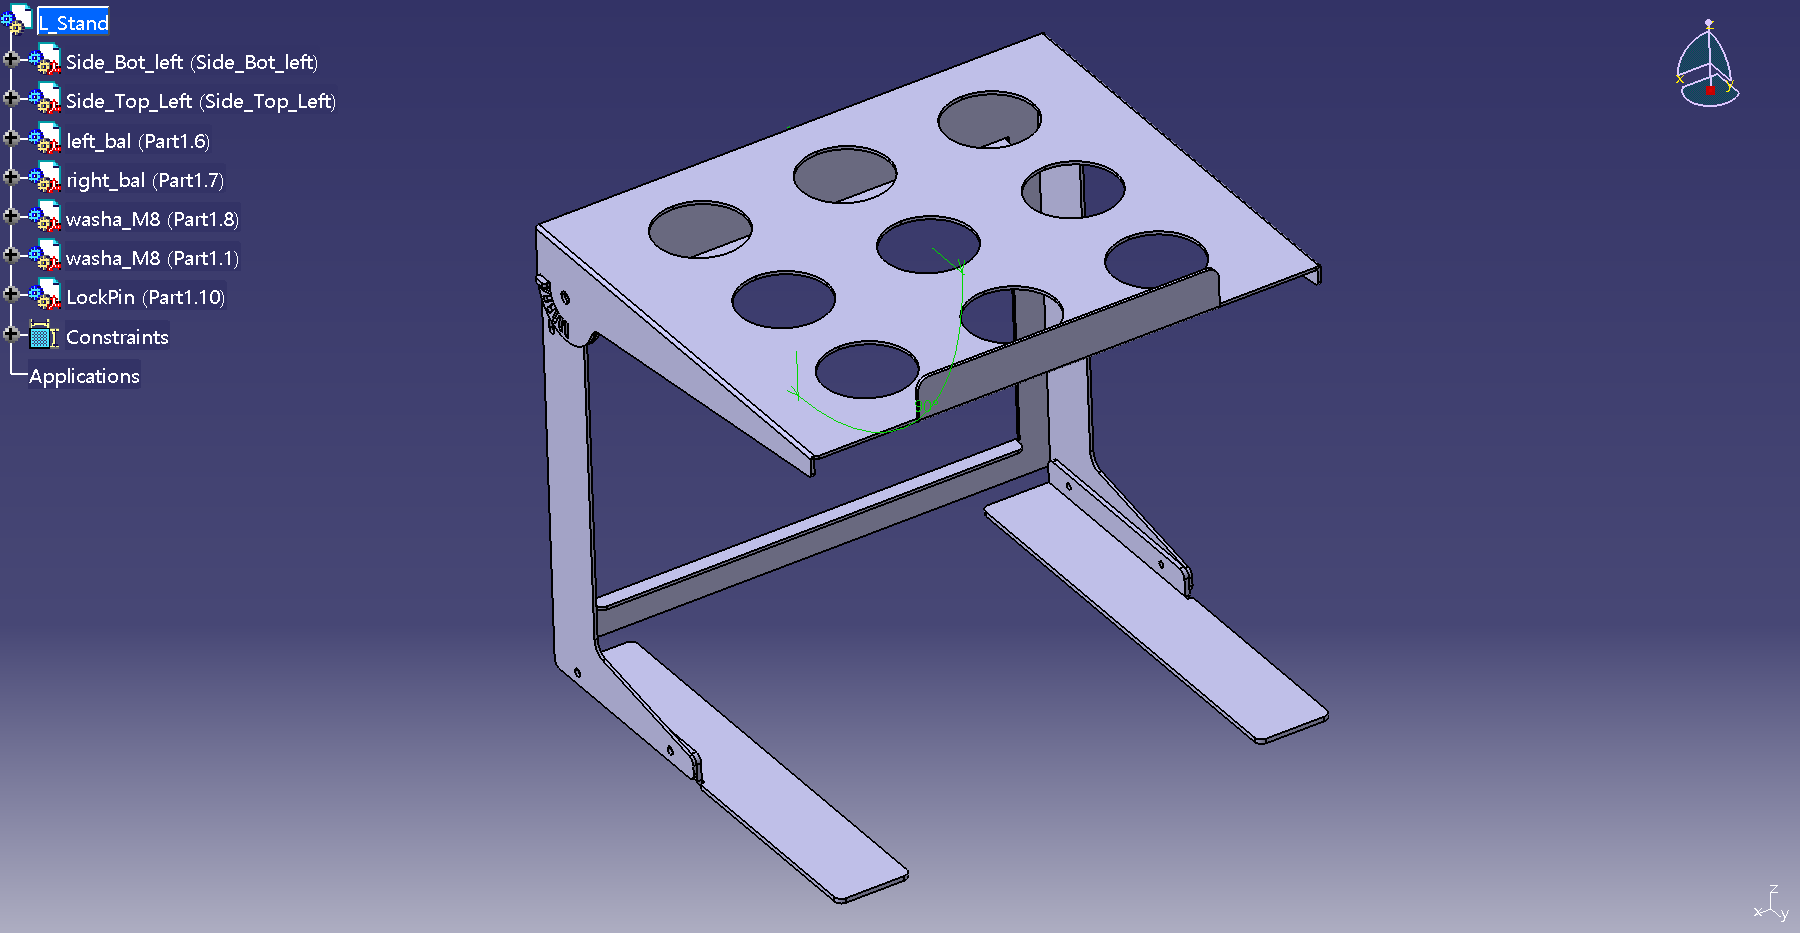 L_Stand
Side_Bot_left (Side_Bot_left)
Side_Top_Left (Side_Top_Left)
left_bal (Part1.6)
right_bal (Part1.7)
washa_M8 (Part1.8)
washa_M8 (Part1.1)
LockPin (Part1.10)
Constraints
Applications
z
x
y
z
x
y